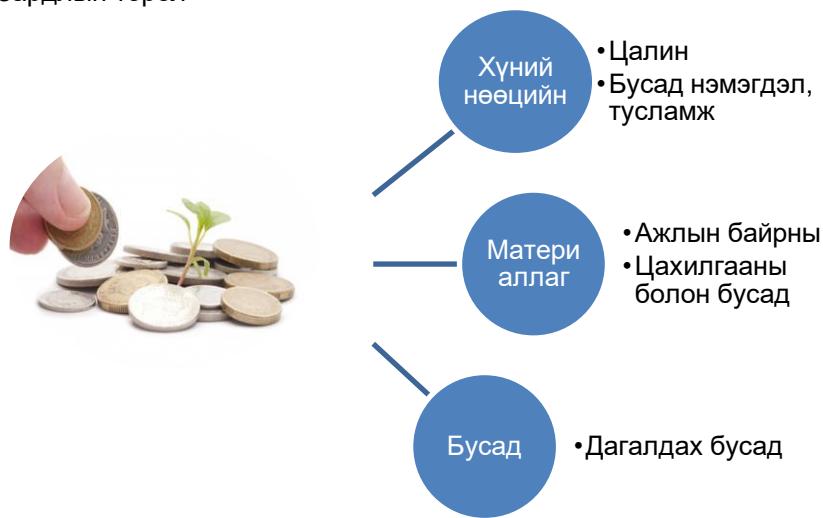 Хүний
нөөцийн
•Цалин
•Бусад нэмэгдэл,
тусламж
Матери
аллаг
•Ажлын байрны
•Цахилгааны
болон бусад
Бусад
•Дагалдах бусад